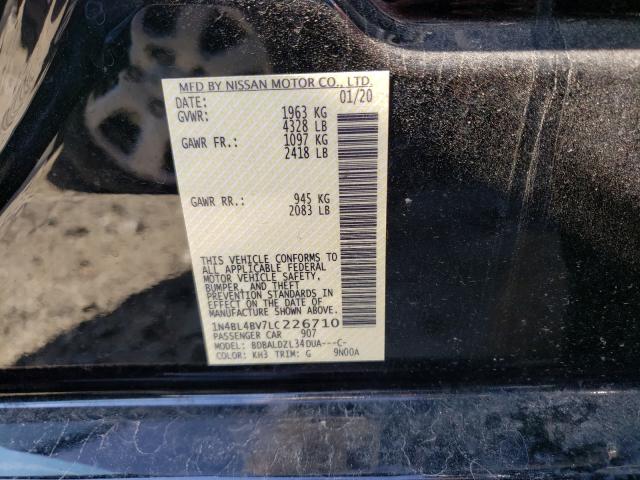 MFD BY NISSAN MOTOR CO., LTD.
DATE: 01/20
GVWR: 1963 KG
4328 LB
GAWR FR.: 1097 KG
2418 LB
GAWR RR.: 945 KG
2083 LB
THIS VEHICLE CONFORMS TO
ALL APPLICABLE FEDERAL
MOTOR VEHICLE SAFETY,
BUMPER, AND THEFT
PREVENTION STANDARDS IN
EFFECT ON THE DATE OF
MANUFACTURE SHOWN ABOVE.
1N4BL4BV7LC226710
PASSENGER CAR 907
MODEL: BDBALDZL34DUA---C-
COLOR: KH3 TRIM: G 9N00A